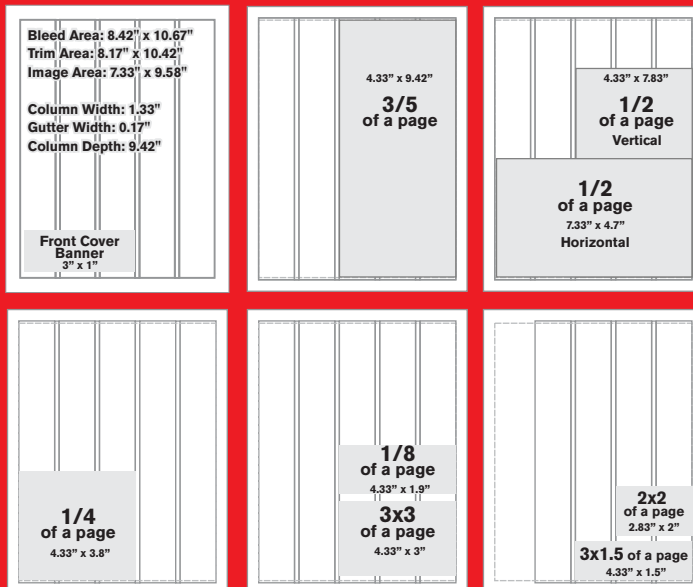 Bleed Area: 8.42" x 10.67"
Trim Area: 8.17" x 10.42"
Image Area: 7.33" x 9.58"
Column Width: 1.33"
Gutter Width: 0.17"
Column Depth: 9.42"
Front Cover
Banner
3” x 1”
4.33” x 9.42”
3/5
of a page
4.33” x 7.83”
1/2
of a page
Vertical
1/2
of a page
7.33” x 4.7”
Horizontal
1/4
of a page
4.33” x 3.8”
1/8
of a page
4.33” x 1.9”
3x3
of a page
4.33” x 3”
2x2
of a page
2.83” x 2”
3x1.5 of a page
4.33” x 1.5”